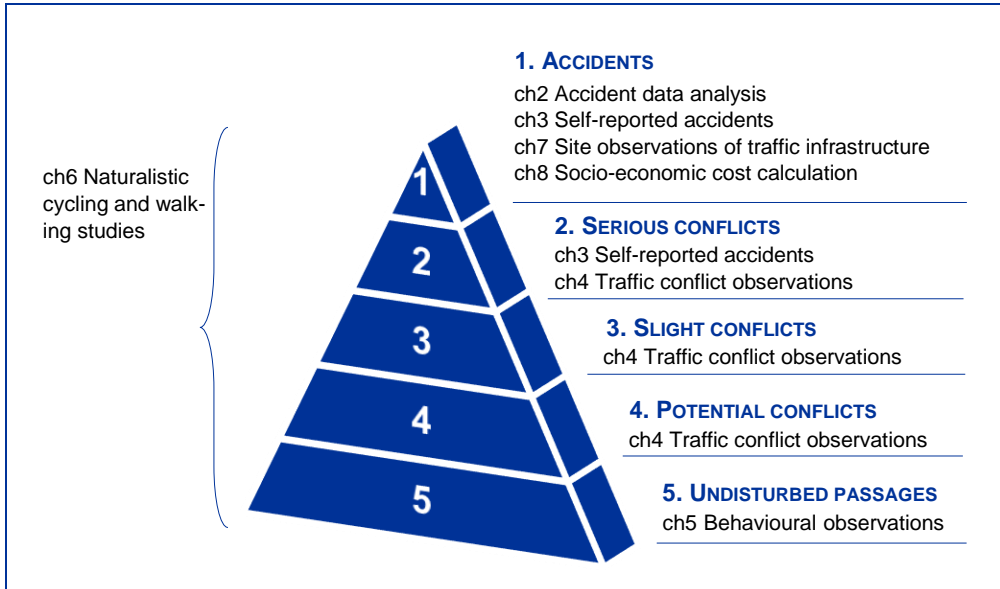 1. ACCIDENTS
ch2 Accident data analysis
ch3 Self-reported accidents
ch7 Site observations of traffic infrastructure
ch8 Socio-economic cost calculation
ch6 Naturalistic
cycling and walk-
ing studies
1
2. SERIOUS CONFLICTS
ch3 Self-reported accidents
ch4 Traffic conflict observations
2
3. SLIGHT CONFLICTS
ch4 Traffic conflict observations
3
4. POTENTIAL CONFLICTS
ch4 Traffic conflict observations
4
5. UNDISTURBED PASSAGES
ch5 Behavioural observations
5